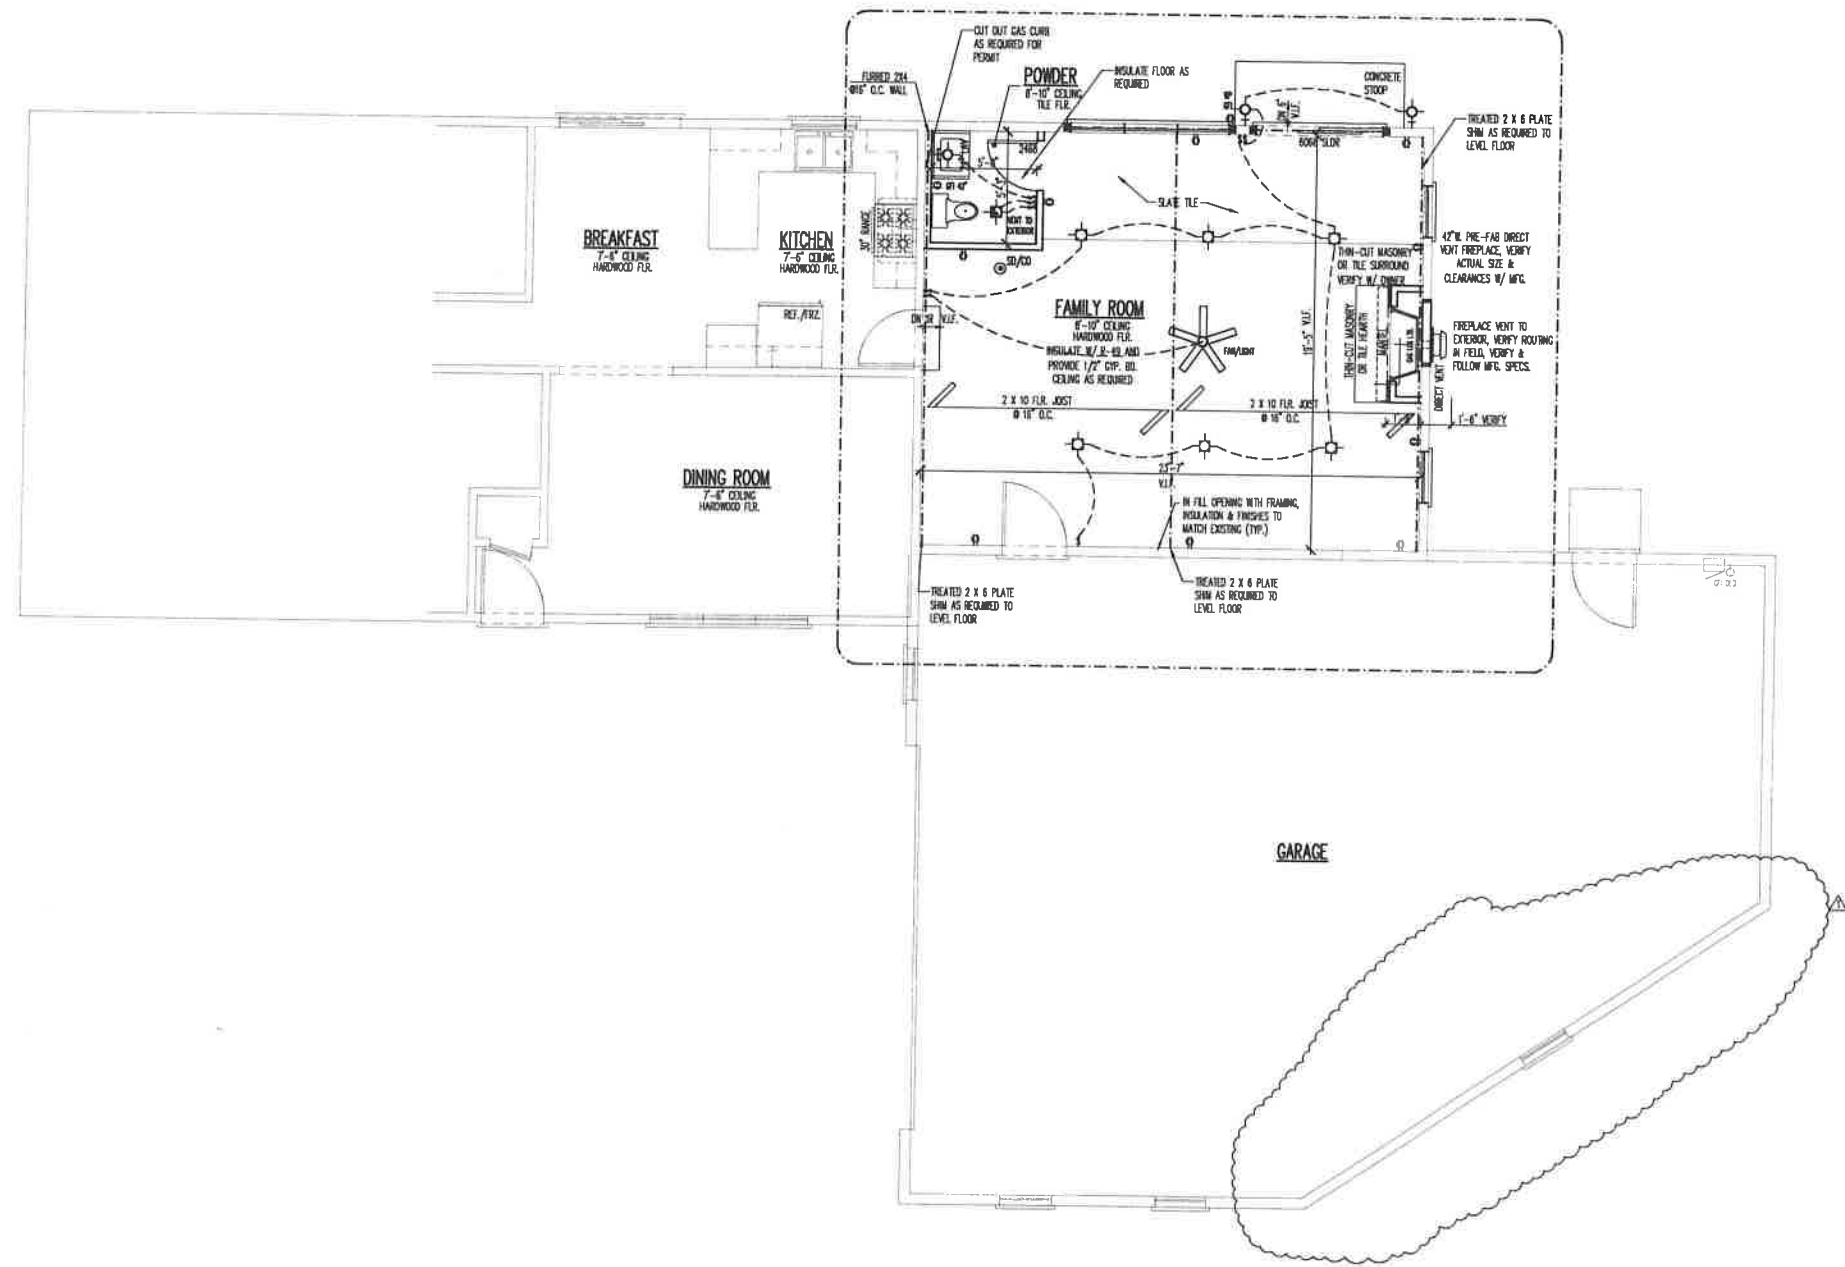 CUT OUT GAS CURB
AS REQUIRED FOR
PERMIT
FURRED 2X4
@16" O.C. WALL
POWDER
8'-10" CEILING
TILE FLR.
INSULATE FLOOR AS
REQUIRED
CONCRETE
STOOP
TREATED 2 X 6 PLATE
SHIM AS REQUIRED TO
LEVEL FLOOR
DN 6"
V.I.F.
6068 SLDR
2468
LAV
VENT TO
EXTERIOR
SD/CO
SLATE TILE
BREAKFAST
7'-6" CEILING
HARDWOOD FLR.
KITCHEN
7'-6" CEILING
HARDWOOD FLR.
30" RANGE
REF./FRZ.
V.I.F.
FAMILY ROOM
8'-10" CEILING
HARDWOOD FLR.
INSULATE W/ R-49 AND
PROVIDE 1/2" GYP. BD.
CEILING AS REQUIRED
FAN/LIGHT
19'-5" V.I.F.
THIN-CUT MASONRY
OR TILE SURROUND
VERIFY W/ OWNER
THIN-CUT MASONRY
OR TILE HEARTH
MANTEL
DIRECT VENT
42"W. PRE-FAB DIRECT
VENT FIREPLACE, VERIFY
ACTUAL SIZE &
CLEARANCES W/ MFG.
FIREPLACE VENT TO
EXTERIOR, VERIFY ROUTING
IN FIELD, VERIFY &
FOLLOW MFG. SPECS.
1'-6" VERIFY
2 X 10 FLR. JOIST
@ 16" O.C.
2 X 10 FLR. JOIST
@ 16" O.C.
23'-7"
V.I.F.
DINING ROOM
7'-6" CEILING
HARDWOOD FLR.
IN FILL OPENING WITH FRAMING,
INSULATION & FINISHES TO
MATCH EXISTING (TYP.)
TREATED 2 X 6 PLATE
SHIM AS REQUIRED TO
LEVEL FLOOR
TREATED 2 X 6 PLATE
SHIM AS REQUIRED TO
LEVEL FLOOR
GARAGE